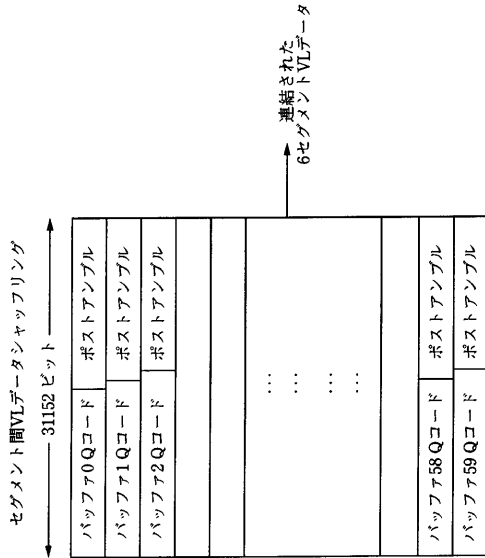 セグメント間VLデータシャッフリング
31152 ビット
バッファ0 Qコード ポストアンブル
バッファ1Qコード ポストアンブル
バッファ2Qコード ポストアンブル
....
....
バッファ58Qコード ポストアンブル
バッファ59Qコード ポストアンブル
連結された
6セグメントVLデータ